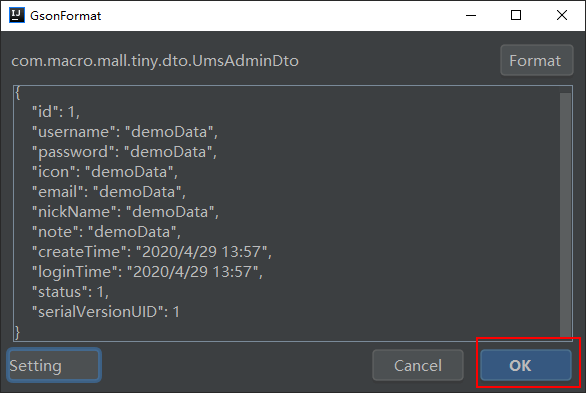 GsonFormat
com.macro.mall.tiny.dto.UmsAdminDto
Format
{
"id": 1,
"username": "demoData",
"password": "demoData",
"icon": "demoData",
"email": "demoData",
"nickName": "demoData",
"note": "demoData",
"createTime": "2020/4/29 13:57",
"loginTime": "2020/4/29 13:57",
"status": 1,
"serialVersionUID": 1
}
Setting
Cancel
OK